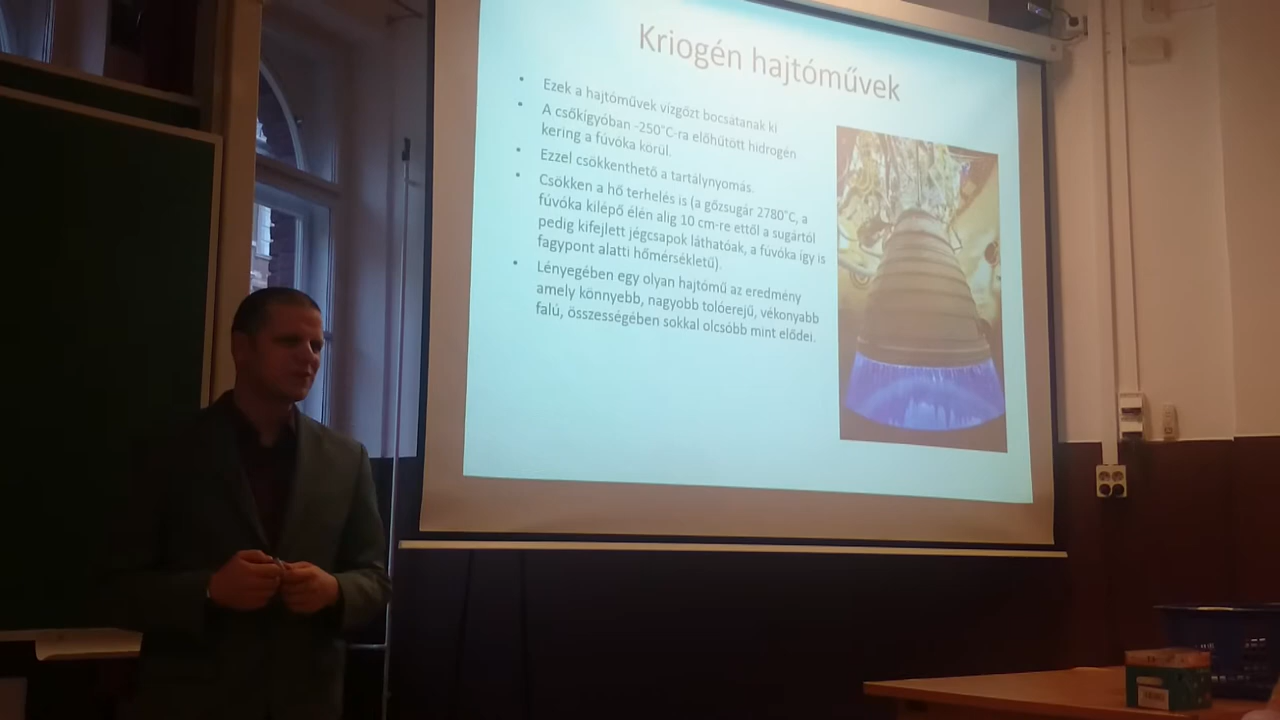 Kriogén hajtóművek
• Ezek a hajtóművek vízgőzt bocsatanak ki
• A csőkígyóban -250°C-ra előhűtött hidrogén
kering a fúvóka körül.
• Ezzel csökkenthető a tartálynyomás.
• Csökken a hő terhelés is (a gőzsugár 2780°C, a
fúvóka kilépő élén alig 10 cm-re ettől a sugártól
pedig kifejlett jégcsapok láthatóak, a fúvóka így is
fagypont alatti hőmérsékletű).
• Lényegében egy olyan hajtómű az eredmény
amely könnyebb, nagyobb tolóerejű, vékonyabb
falú, összességében sokkal olcsóbb mint elődei.